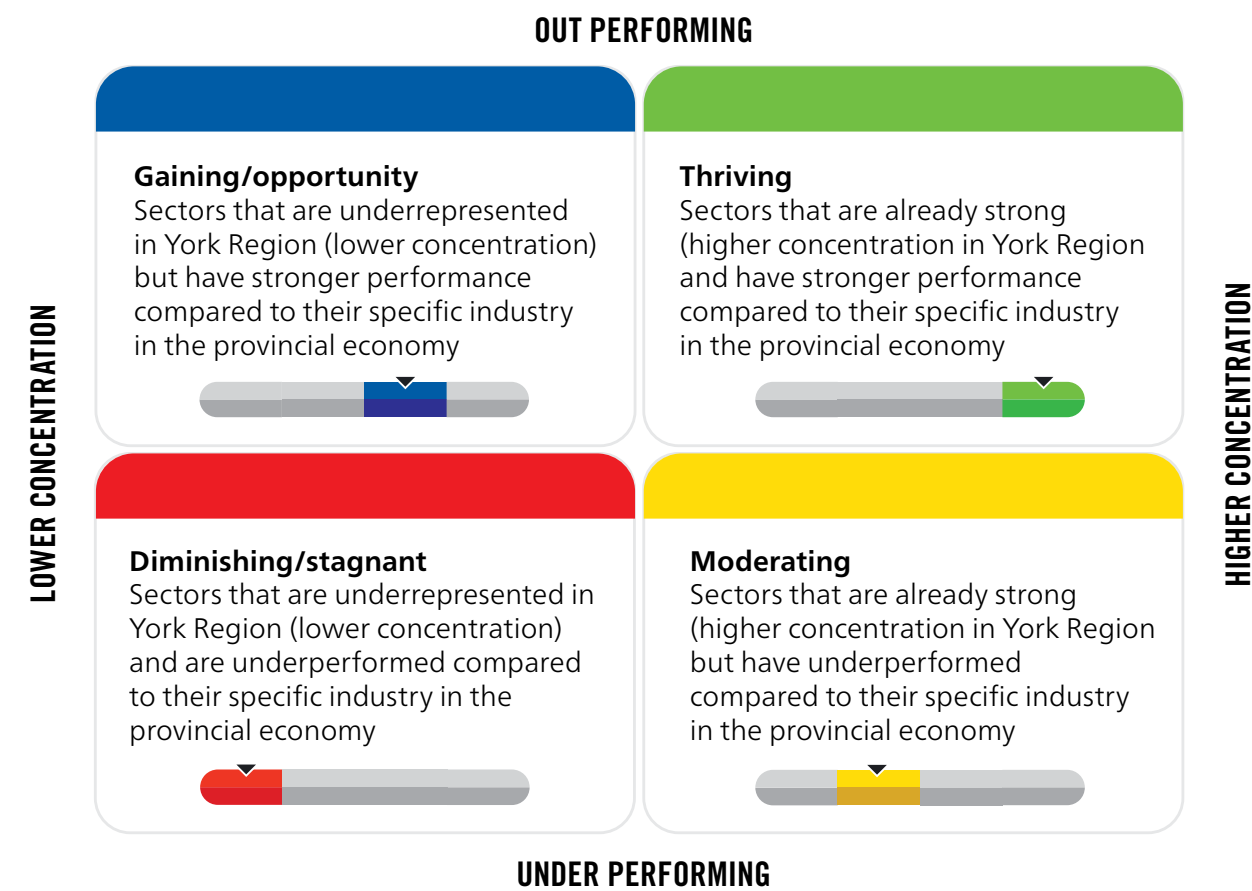 OUT PERFORMING
Gaining/opportunity
Sectors that are underrepresented
in York Region (lower concentration)
but have stronger performance
compared to their specific industry
in the provincial economy
Thriving
Sectors that are already strong
(higher concentration in York Region
and have stronger performance
compared to their specific industry
in the provincial economy
LOWER CONCENTRATION
HIGHER CONCENTRATION
Diminishing/stagnant
Sectors that are underrepresented in
York Region (lower concentration)
and are underperformed compared
to their specific industry in the
provincial economy
Moderating
Sectors that are already strong
(higher concentration in York Region
but have underperformed
compared to their specific industry
in the provincial economy
UNDER PERFORMING